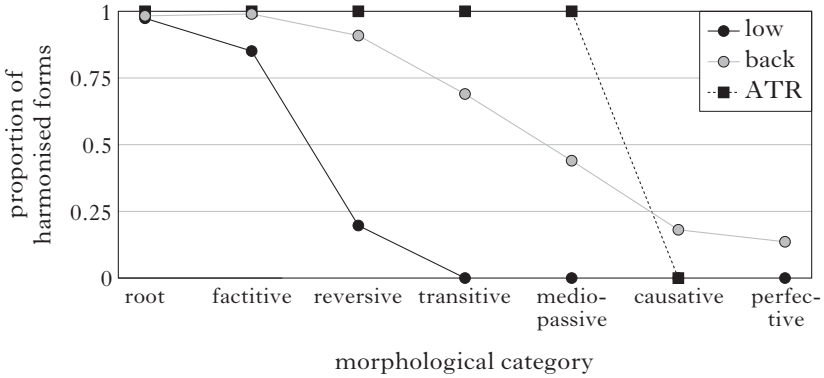 1
0.75
0.5
0.25
0
proportion of
harmonised forms
low
back
ATR
root
factitive
reversive
transitive
medio-
passive
causative
perfec-
tive
morphological category